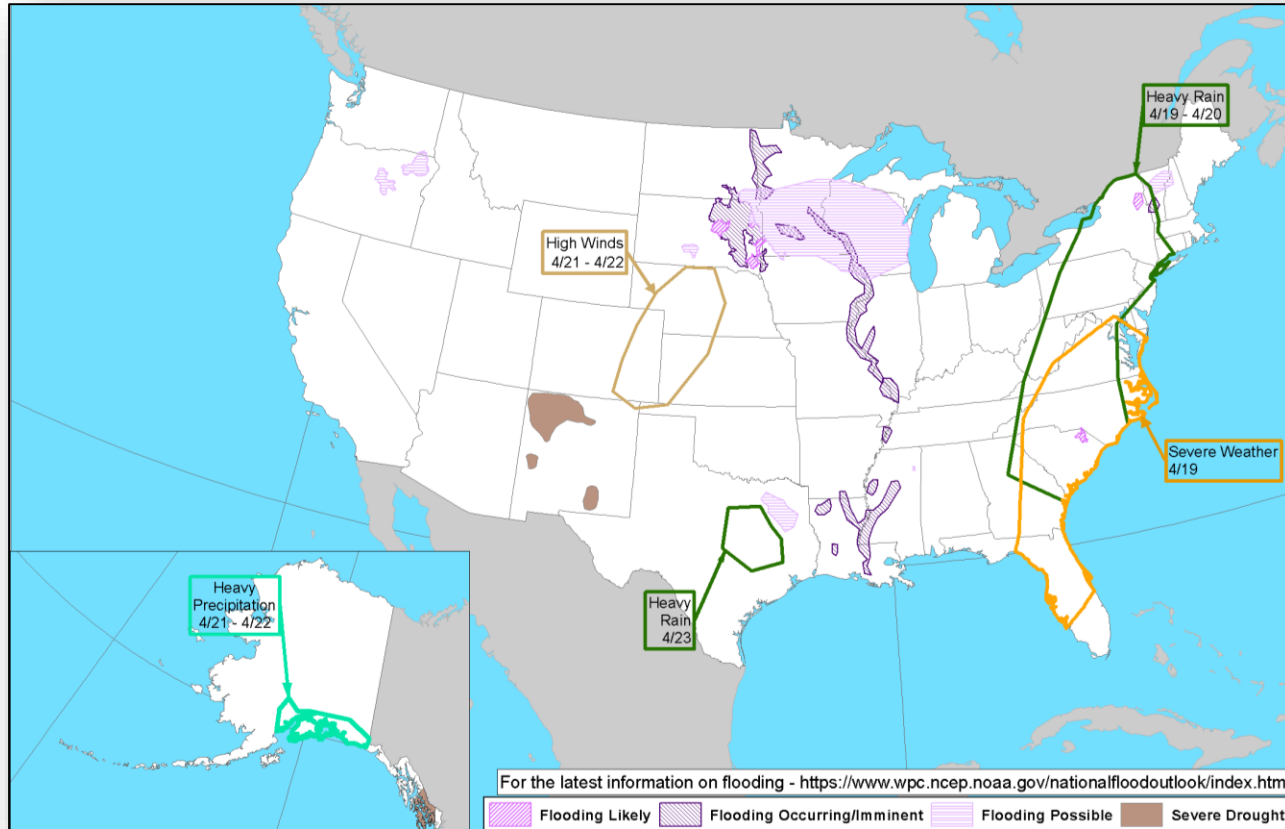 Heavy Rain
4/19 - 4/20
High Winds
4/21 - 4/22
Severe Weather
4/19
Heavy
Precipitation
4/21 - 4/22
Heavy
Rain
4/23
For the latest information on flooding - https://www.wpc.ncep.noaa.gov/nationalfloodoutlook/index.htm
Flooding Likely
Flooding Occurring/Imminent
Flooding Possible
Severe Drought